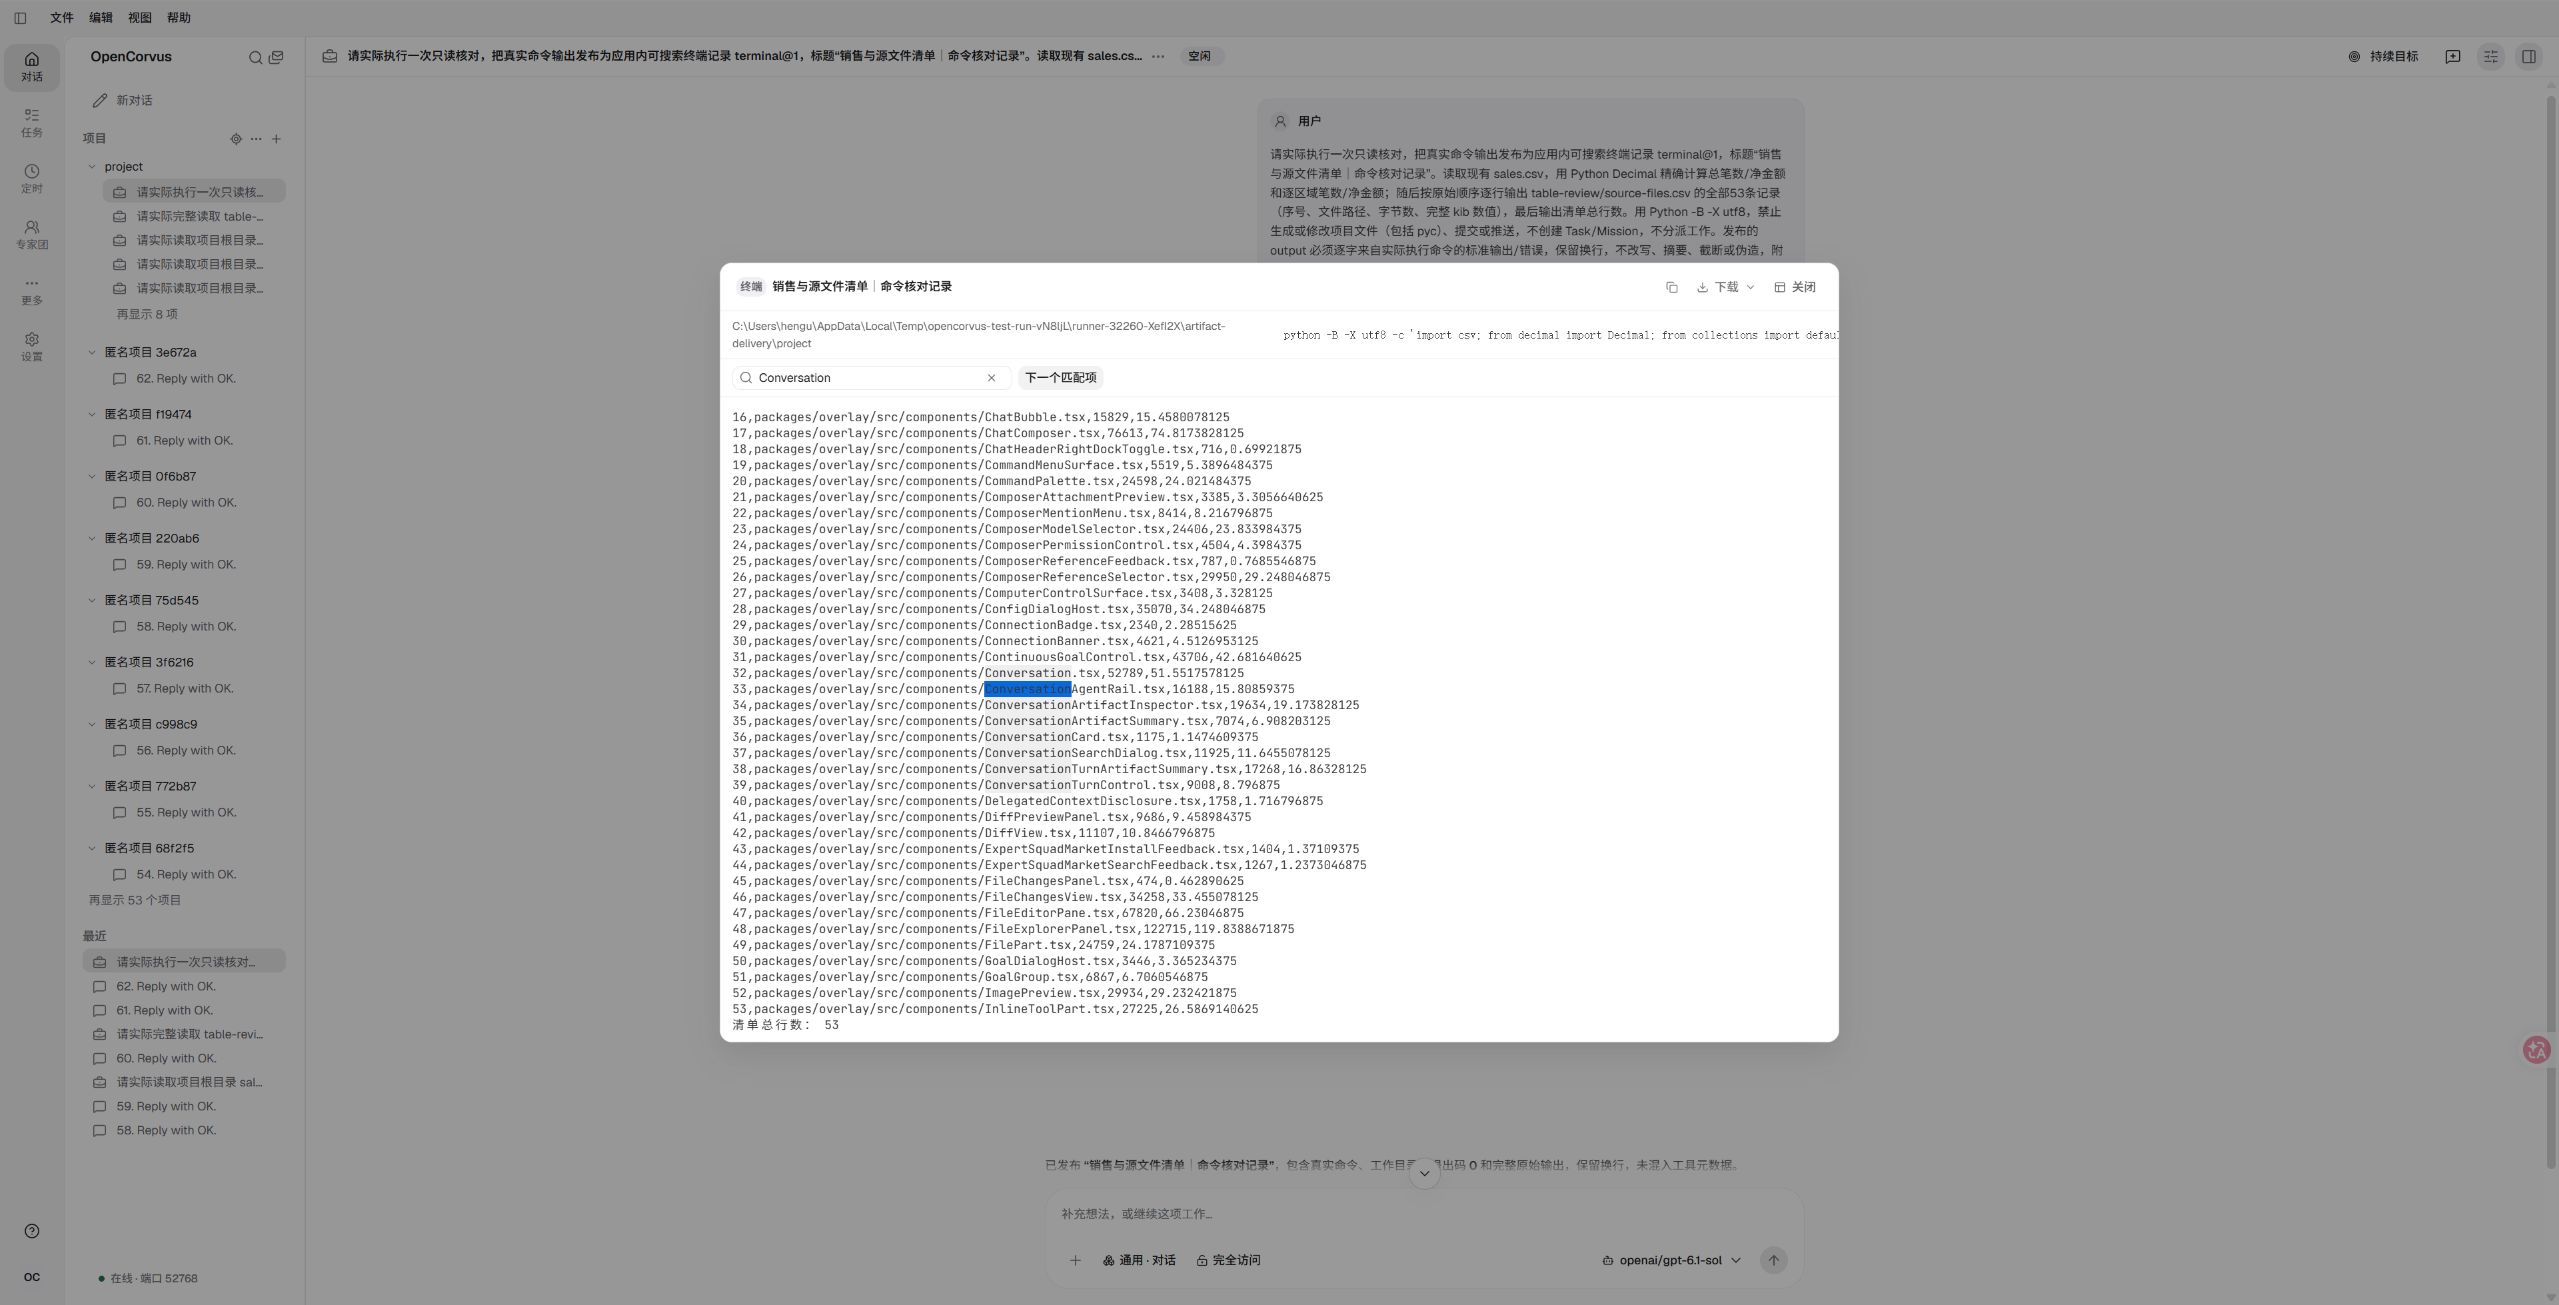 文件 编辑 视图 帮助
对话
任务
定时
专家团
更多
设置
OC
OpenCorvus
新对话
项目
project
请实际执行一次只读核...
请实际完整读取 table-...
请实际读取项目根目录...
请实际读取项目根目录...
请实际读取项目根目录...
再显示 8 项
匿名项目 3e672a
62. Reply with OK.
匿名项目 f19474
61. Reply with OK.
匿名项目 0f6b87
60. Reply with OK.
匿名项目 220ab6
59. Reply with OK.
匿名项目 75d545
58. Reply with OK.
匿名项目 3f6216
57. Reply with OK.
匿名项目 c998c9
56. Reply with OK.
匿名项目 772b87
55. Reply with OK.
匿名项目 68f2f5
54. Reply with OK.
再显示 53 个项目
最近
请实际执行一次只读核对...
62. Reply with OK.
61. Reply with OK.
请实际完整读取 table-revi...
60. Reply with OK.
请实际读取项目根目录 sal...
59. Reply with OK.
58. Reply with OK.
在线 · 端口 52768
请实际执行一次只读核对，把真实命令输出发布为应用内可搜索终端记录 terminal@1，标题“销售与源文件清单｜命令核对记录”。读取现有 sales.cs... ··· 空闲
持续目标
用户
请实际执行一次只读核对，把真实命令输出发布为应用内可搜索终端记录 terminal@1，标题“销售
与源文件清单｜命令核对记录”。读取现有 sales.csv，用 Python Decimal 精确计算总笔数/净金额
和逐区域笔数/净金额；随后按原始顺序逐行输出 table-review/source-files.csv 的全部53条记录
（序号、文件路径、字节数、完整 kib 数值），最后输出清单总行数。用 Python -B -X utf8，禁止
生成或修改项目文件（包括 pyc）、提交或推送，不创建 Task/Mission，不分派工作。发布的
output 必须逐字来自实际执行命令的标准输出/错误，保留换行，不改写、摘要、截断或伪造，附
终端 销售与源文件清单｜命令核对记录
下载 关闭
C:\Users\hengu\AppData\Local\Temp\opencorvus-test-run-vN8ljL\runner-32260-Xefl2X\artifact-
delivery\project
python -B -X utf8 -c 'import csv; from decimal import Decimal; from collections import defau
Conversation 下一个匹配项
16,packages/overlay/src/components/ChatBubble.tsx,15829,15.4580078125
17,packages/overlay/src/components/ChatComposer.tsx,76613,74.8173828125
18,packages/overlay/src/components/ChatHeaderRightDockToggle.tsx,716,0.69921875
19,packages/overlay/src/components/CommandMenuSurface.tsx,5519,5.3896484375
20,packages/overlay/src/components/CommandPalette.tsx,24598,24.021484375
21,packages/overlay/src/components/ComposerAttachmentPreview.tsx,3385,3.3056640625
22,packages/overlay/src/components/ComposerMentionMenu.tsx,8414,8.216796875
23,packages/overlay/src/components/ComposerModelSelector.tsx,24406,23.833984375
24,packages/overlay/src/components/ComposerPermissionControl.tsx,4504,4.3984375
25,packages/overlay/src/components/ComposerReferenceFeedback.tsx,787,0.7685546875
26,packages/overlay/src/components/ComposerReferenceSelector.tsx,29950,29.248046875
27,packages/overlay/src/components/ComputerControlSurface.tsx,3408,3.328125
28,packages/overlay/src/components/ConfigDialogHost.tsx,35070,34.248046875
29,packages/overlay/src/components/ConnectionBadge.tsx,2340,2.28515625
30,packages/overlay/src/components/ConnectionBanner.tsx,4621,4.5126953125
31,packages/overlay/src/components/ContinuousGoalControl.tsx,43706,42.681640625
32,packages/overlay/src/components/Conversation.tsx,52789,51.5517578125
33,packages/overlay/src/components/ConversationAgentRail.tsx,16188,15.80859375
34,packages/overlay/src/components/ConversationArtifactInspector.tsx,19634,19.173828125
35,packages/overlay/src/components/ConversationArtifactSummary.tsx,7074,6.908203125
36,packages/overlay/src/components/ConversationCard.tsx,1175,1.1474609375
37,packages/overlay/src/components/ConversationSearchDialog.tsx,11925,11.6455078125
38,packages/overlay/src/components/ConversationTurnArtifactSummary.tsx,17268,16.86328125
39,packages/overlay/src/components/ConversationTurnControl.tsx,9008,8.796875
40,packages/overlay/src/components/DelegatedContextDisclosure.tsx,1758,1.716796875
41,packages/overlay/src/components/DiffPreviewPanel.tsx,9686,9.458984375
42,packages/overlay/src/components/DiffView.tsx,11107,10.8466796875
43,packages/overlay/src/components/ExpertSquadMarketInstallFeedback.tsx,1404,1.37109375
44,packages/overlay/src/components/ExpertSquadMarketSearchFeedback.tsx,1267,1.2373046875
45,packages/overlay/src/components/FileChangesPanel.tsx,474,0.462890625
46,packages/overlay/src/components/FileChangesView.tsx,34258,33.455078125
47,packages/overlay/src/components/FileEditorPane.tsx,67820,66.23046875
48,packages/overlay/src/components/FileExplorerPanel.tsx,122715,119.8388671875
49,packages/overlay/src/components/FilePart.tsx,24759,24.1787109375
50,packages/overlay/src/components/GoalDialogHost.tsx,3446,3.365234375
51,packages/overlay/src/components/GoalGroup.tsx,6867,6.7060546875
52,packages/overlay/src/components/ImagePreview.tsx,29934,29.232421875
53,packages/overlay/src/components/InlineToolPart.tsx,27225,26.5869140625
清单总行数： 53
已发布 “销售与源文件清单｜命令核对记录”，包含真实命令、工作目 出码 0 和完整原始输出，保留换行，未混入工具元数据。
补充想法，或继续这项工作...
通用 · 对话 完全访问
openai/gpt-6.1-sol